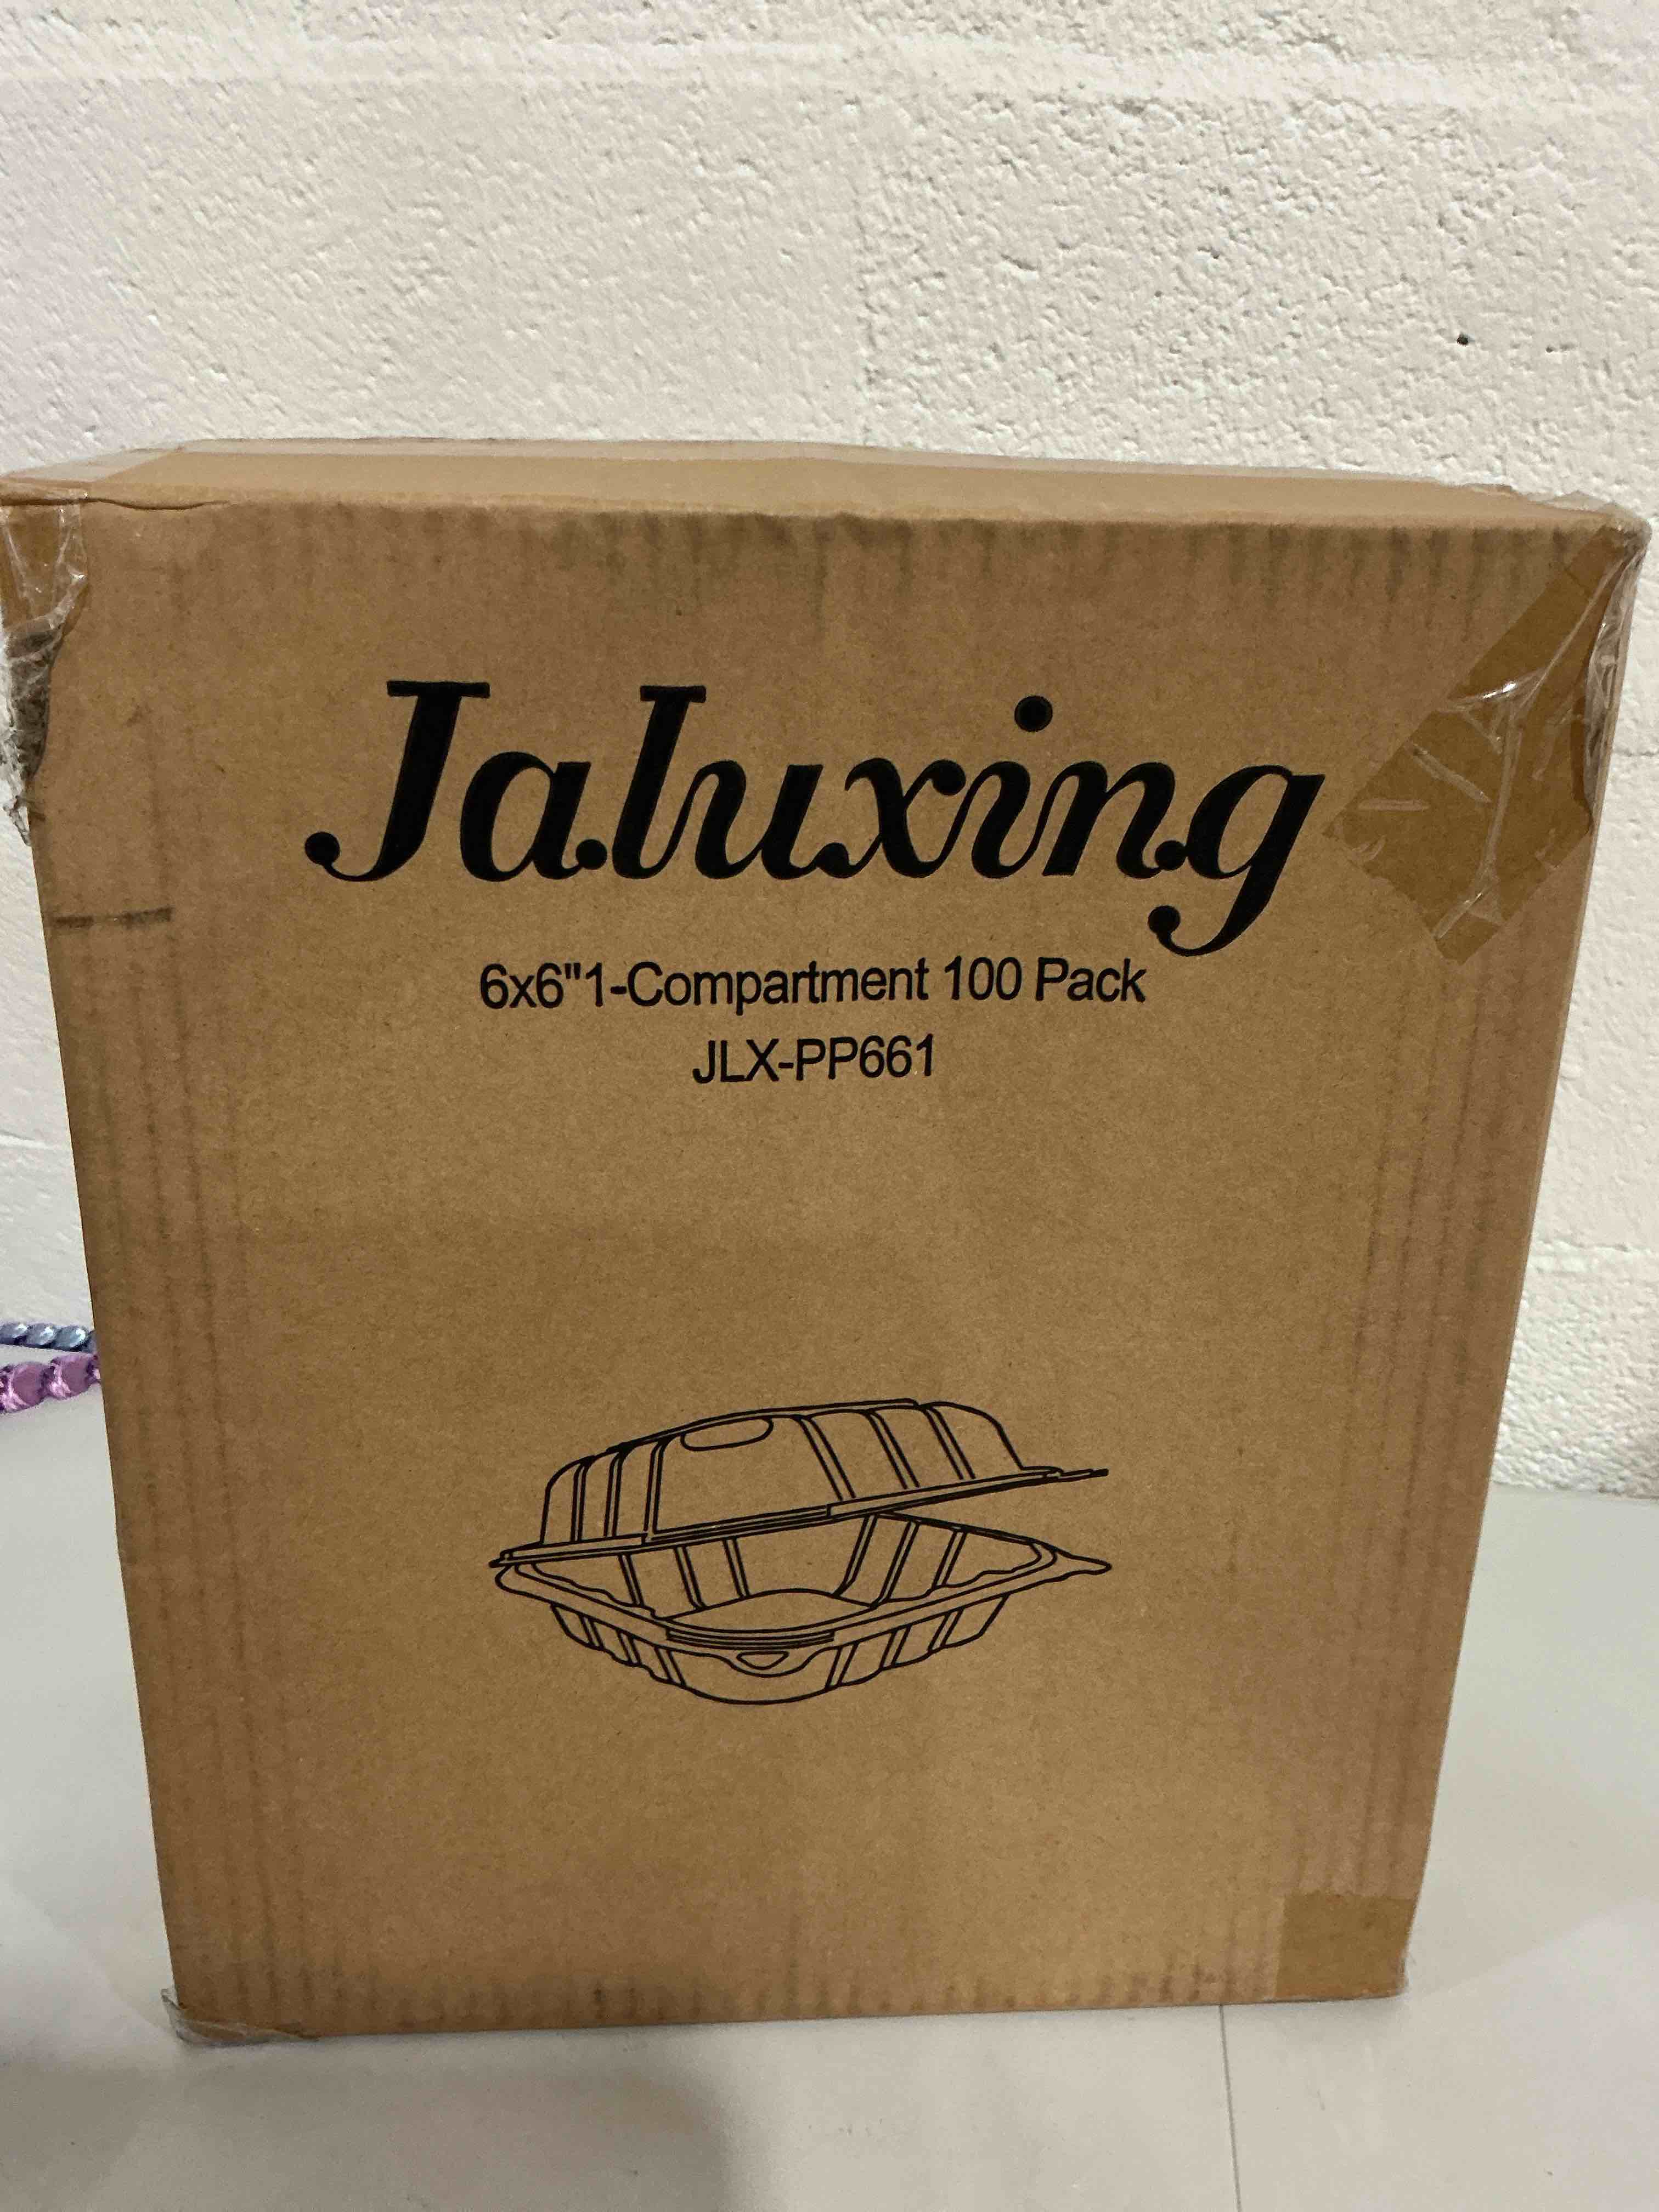 Jaluxing
6x6"1-Compartment 100 Pack
JLX-PP661